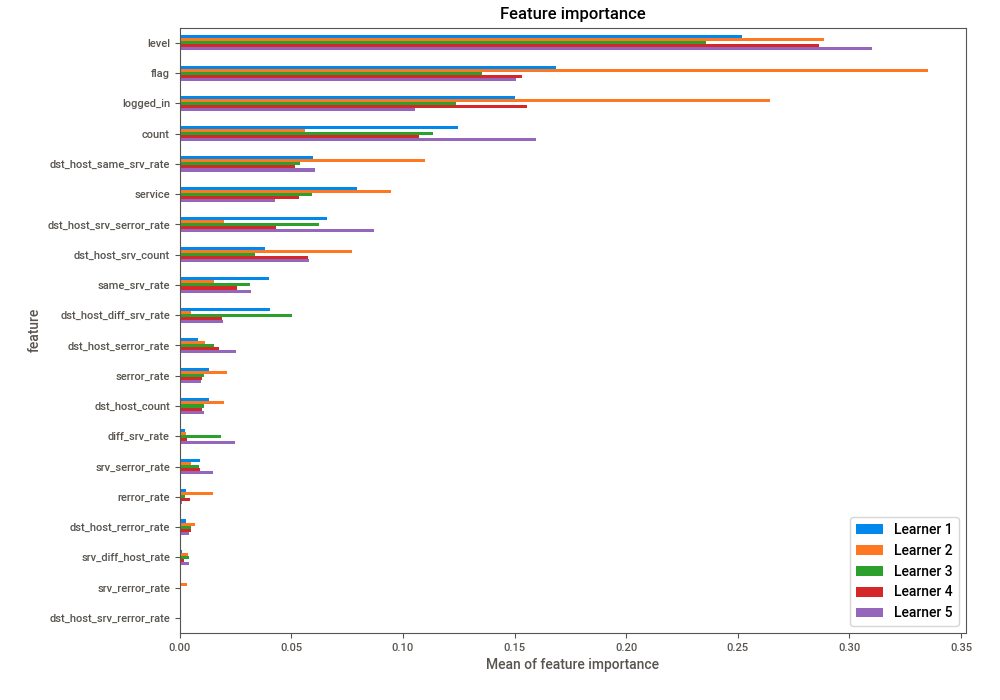 Feature importance
level
flag
logged_in
count
dst_host_same_srv_rate
service
dst_host_srv_serror_rate
dst_host_srv_count
same_srv_rate
dst_host_diff_srv_rate
dst_host_serror_rate
serror_rate
dst_host_count
diff_srv_rate
srv_serror_rate
rerror_rate
dst_host_rerror_rate
srv_diff_host_rate
srv_rerror_rate
dst_host_srv_rerror_rate
feature
Learner 1
Learner 2
Learner 3
Learner 4
Learner 5
0.00 0.05 0.10 0.15 0.20 0.25 0.30 0.35
Mean of feature importance